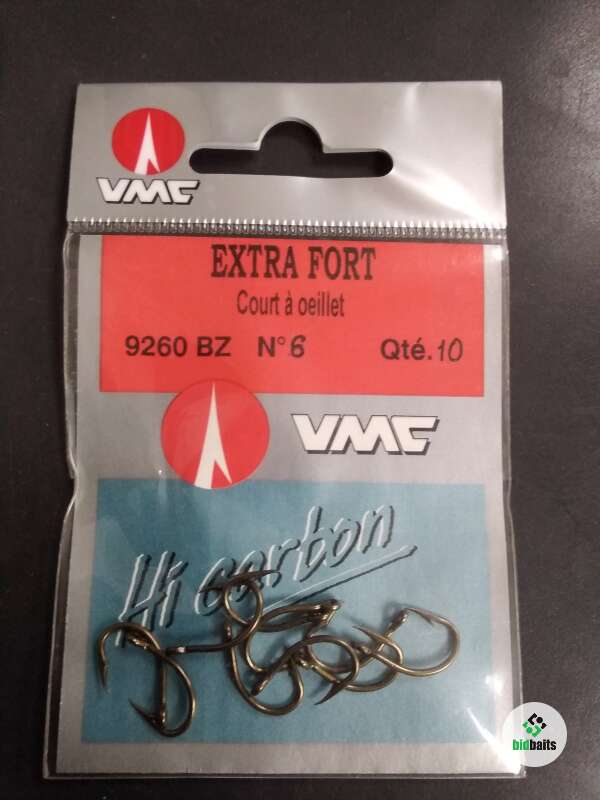 VMC
EXTRA FORT
Court à oeillet
9260 BZ N° 6 Qté. 10
VMC
Hi carbon
bidbaits